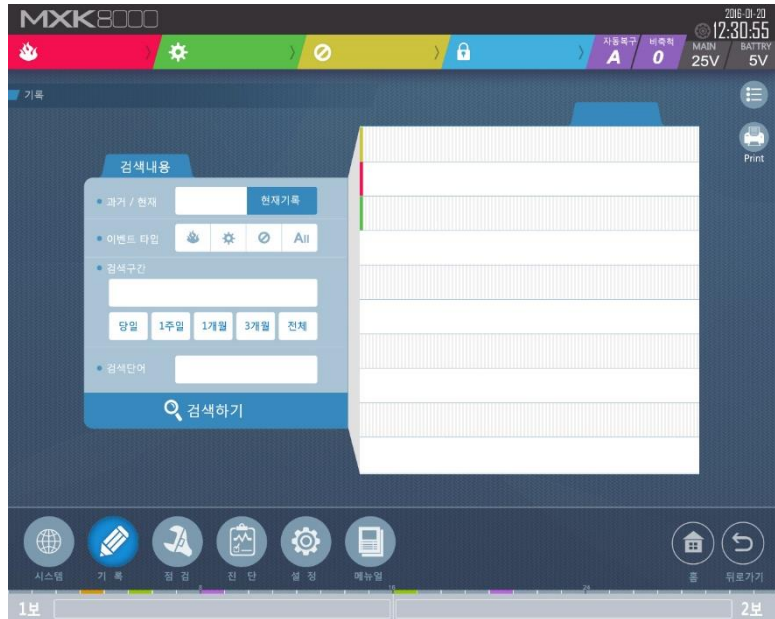 MXK8000
2016-01-20
12:30:55
자동복구
A
비축적
0
MAIN
25V
BATTRY
5V
기록
Print
검색내용
과거 / 현재
현재기록
이벤트 타입
All
검색구간
당일 1주일 1개월 3개월 전체
검색단어
검색하기
시스템 기 록 점 검 진 단 설 정 메뉴얼 홈 뒤로가기
1보
2보